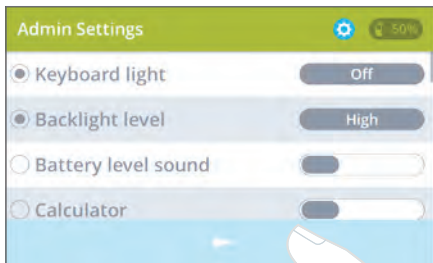 Admin Settings 50%
Keyboard light Off
Backlight level High
Battery level sound
Calculator